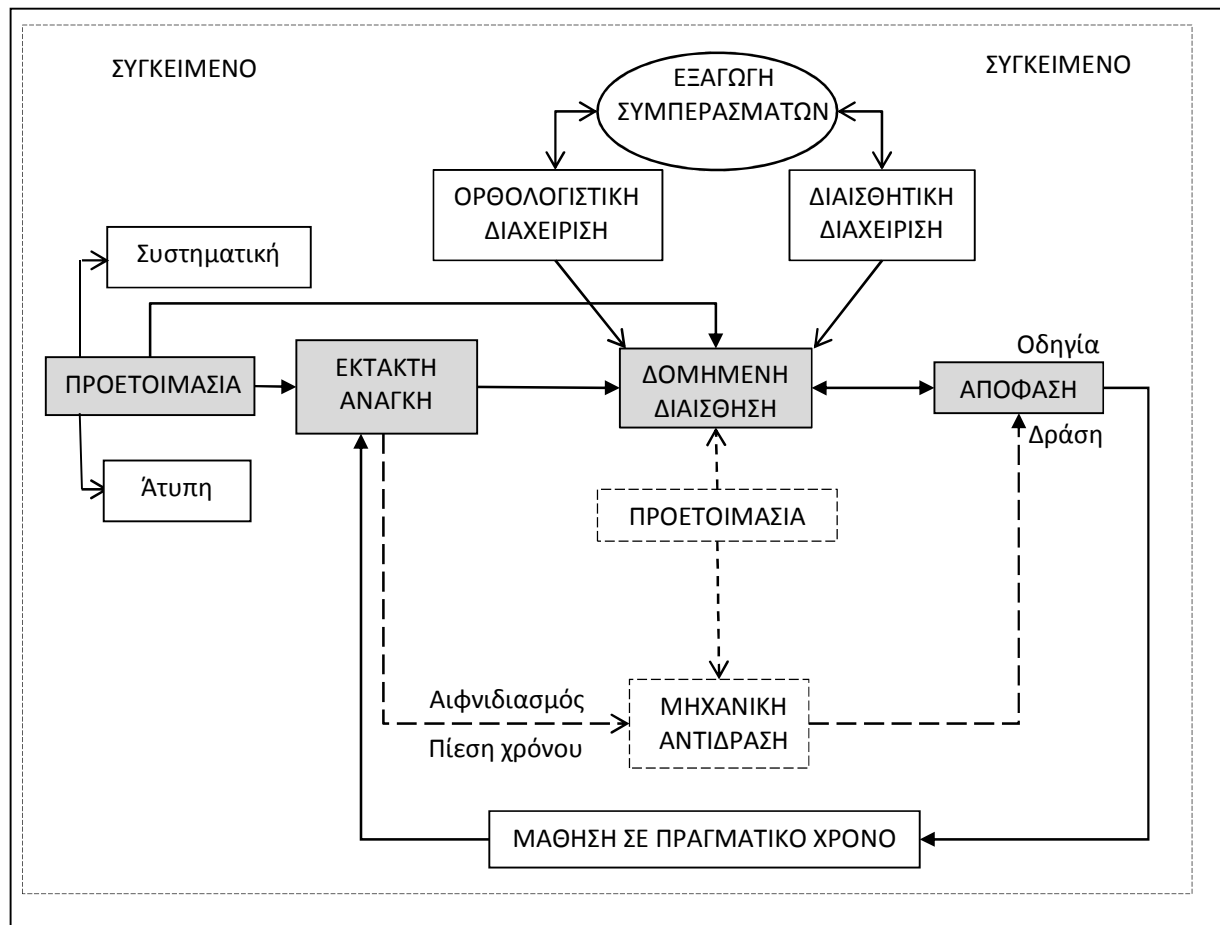 ΣΥΓΚΕΙΜΕΝΟ
ΣΥΓΚΕΙΜΕΝΟ
ΕΞΑΓΩΓΗ
ΣΥΜΠΕΡΑΣΜΑΤΩΝ
ΟΡΘΟΛΟΓΙΣΤΙΚΗ
ΔΙΑΧΕΙΡΙΣΗ
ΔΙΑΙΣΘΗΤΙΚΗ
ΔΙΑΧΕΙΡΙΣΗ
Συστηματική
ΠΡΟΕΤΟΙΜΑΣΙΑ
ΕΚΤΑΚΤΗ
ΑΝΑΓΚΗ
ΔΟΜΗΜΕΝΗ
ΔΙΑΙΣΘΗΣΗ
Οδηγία
ΑΠΟΦΑΣΗ
Δράση
Άτυπη
ΠΡΟΕΤΟΙΜΑΣΙΑ
Αιφνιδιασμός
Πίεση χρόνου
ΜΗΧΑΝΙΚΗ
ΑΝΤΙΔΡΑΣΗ
ΜΑΘΗΣΗ ΣΕ ΠΡΑΓΜΑΤΙΚΟ ΧΡΟΝΟ